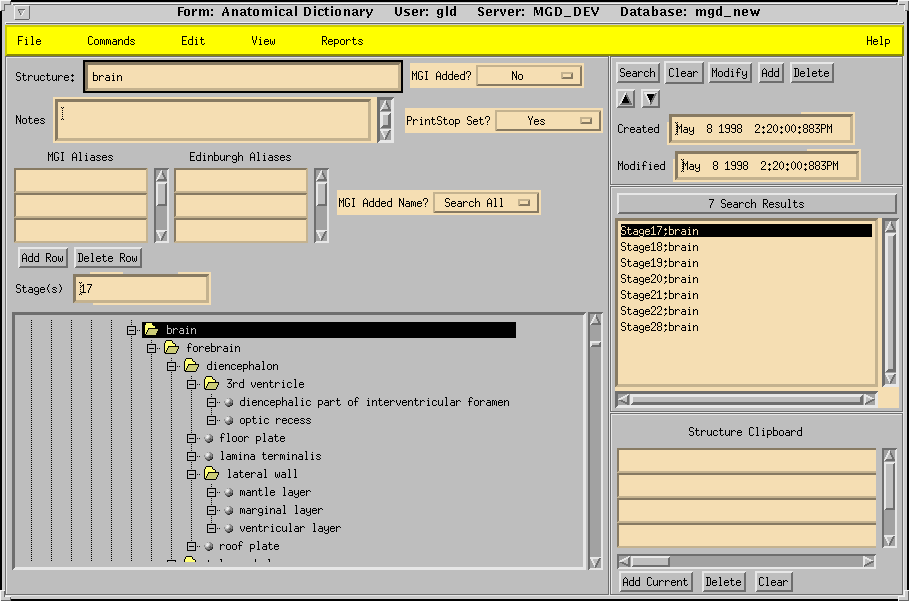 Form: Anatomical Dictionary User: gld Server: MGD_DEV Database: mgd_new
File Commands Edit View Reports Help
Structure: brain
MGI Added? No
Notes
PrintStop Set? Yes
MGI Aliases Edinburgh Aliases
MGI Added Name? Search All
Add Row Delete Row
Stage(s) 17
brain
forebrain
diencephalon
3rd ventricle
diencephalic part of interventricular foramen
optic recess
floor plate
lamina terminalis
lateral wall
mantle layer
marginal layer
ventricular layer
roof plate
Search Clear Modify Add Delete
Created May 8 1998 2:20:00:883PM
Modified May 8 1998 2:20:00:883PM
7 Search Results
Stage17;brain
Stage18;brain
Stage19;brain
Stage20;brain
Stage21;brain
Stage22;brain
Stage28;brain
Structure Clipboard
Add Current Delete Clear